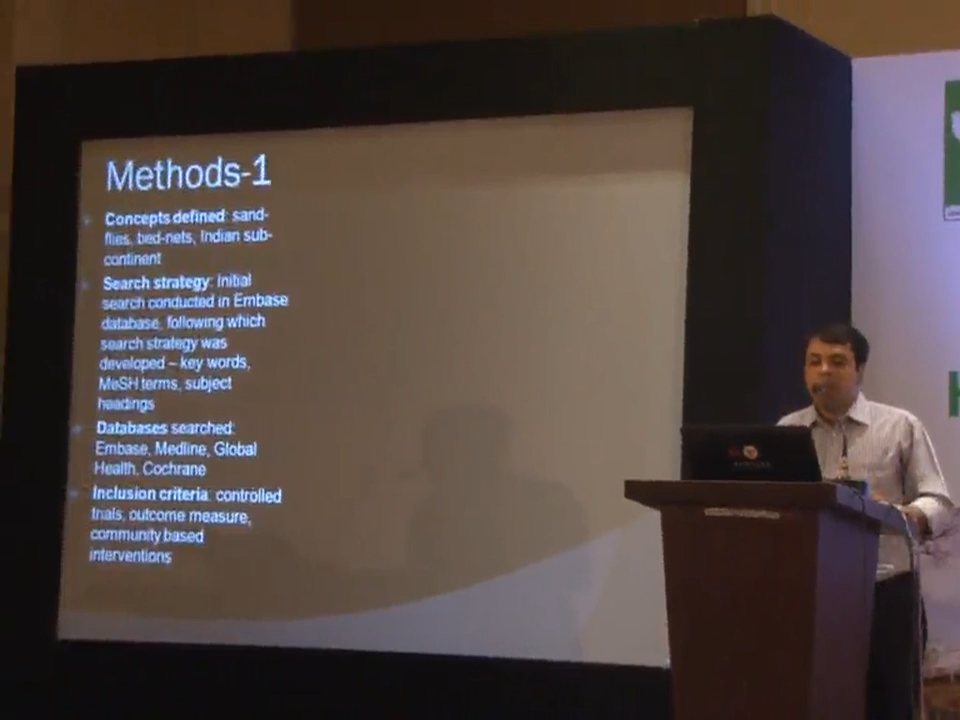 Methods-1
Concepts defined: sand-
flies, bed-nets, Indian sub-
continent
Search strategy: Initial
search conducted in Embase
database, following which
search strategy was
developed – key words,
MeSH terms, subject
headings
Databases searched:
Embase, Medline, Global
Health, Cochrane
Inclusion criteria: controlled
trials, outcome measure,
community based
interventions